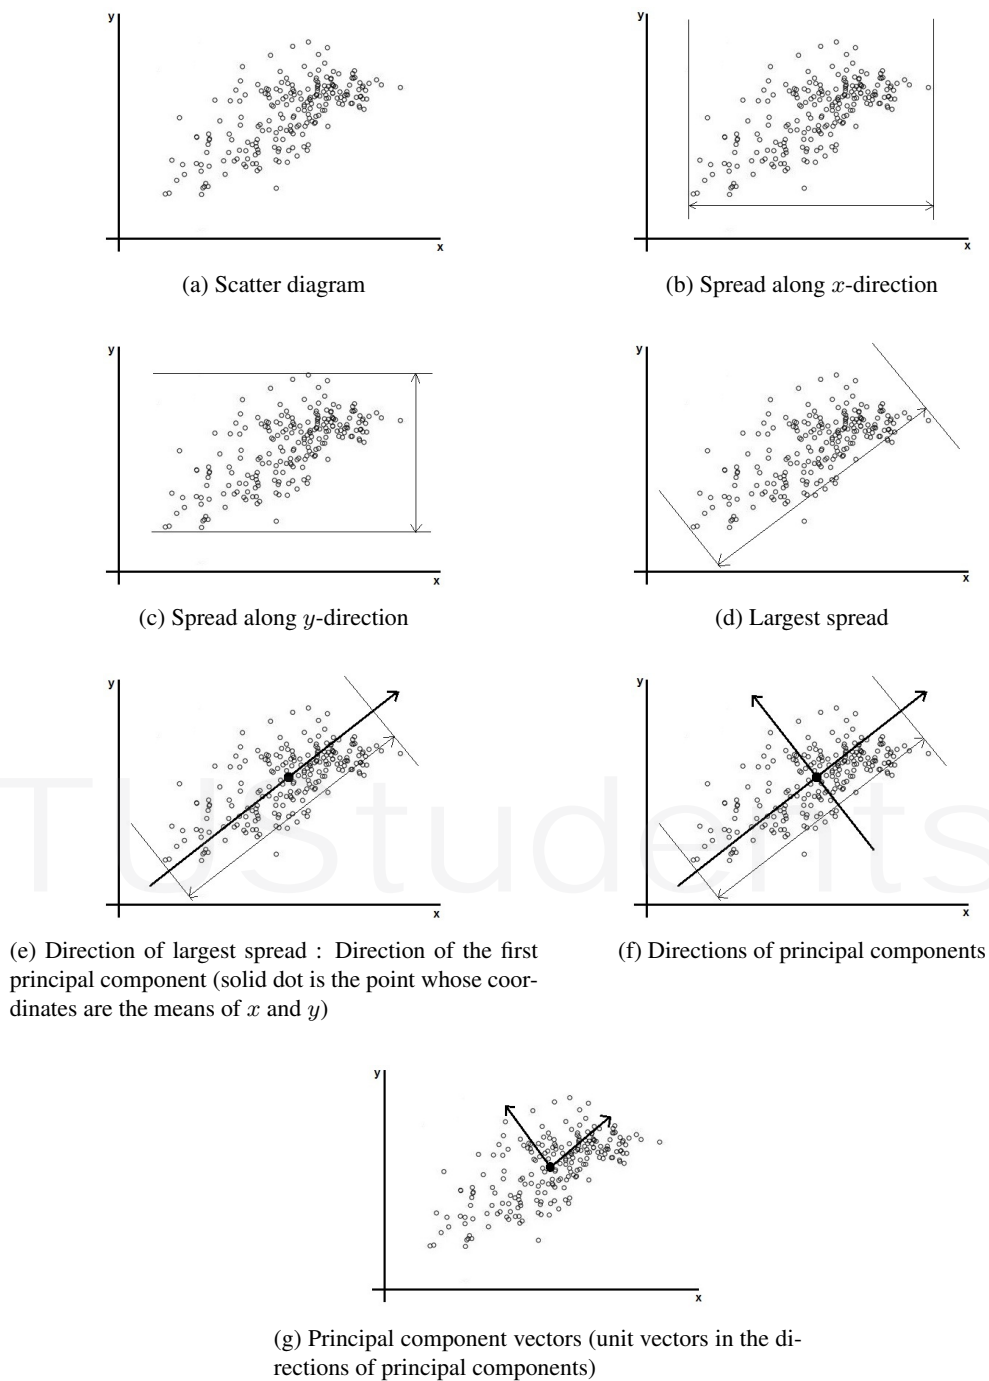 y
y
x
x
(a) Scatter diagram
(b) Spread along x-direction
y
y
x
x
(c) Spread along y-direction
(d) Largest spread
y
y
x
x
TUStudents
(e) Direction of largest spread : Direction of the first
principal component (solid dot is the point whose coor-
dinates are the means of x and y)
(f) Directions of principal components
y
x
(g) Principal component vectors (unit vectors in the di-
rections of principal components)